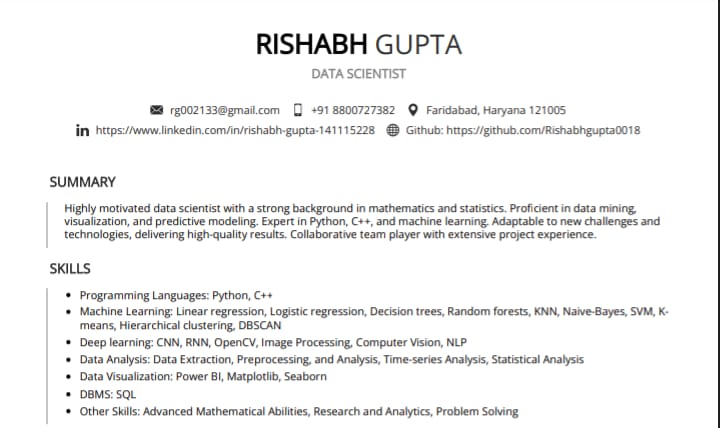 RISHABH GUPTA
DATA SCIENTIST
rg002133@gmail.com +91 8800727382 Faridabad, Haryana 121005
in https://www.linkedin.com/in/rishabh-gupta-141115228 Github: https://github.com/Rishabhgupta0018
SUMMARY
Highly motivated data scientist with a strong background in mathematics and statistics. Proficient in data mining,
visualization, and predictive modeling. Expert in Python, C++, and machine learning. Adaptable to new challenges and
technologies, delivering high-quality results. Collaborative team player with extensive project experience.
SKILLS
• Programming Languages: Python, C++
• Machine Learning: Linear regression, Logistic regression, Decision trees, Random forests, KNN, Naive-Bayes, SVM, K-
means, Hierarchical clustering, DBSCAN
• Deep learning: CNN, RNN, OpenCV, Image Processing, Computer Vision, NLP
• Data Analysis: Data Extraction, Preprocessing, and Analysis, Time-series Analysis, Statistical Analysis
• Data Visualization: Power BI, Matplotlib, Seaborn
• DBMS: SQL
• Other Skills: Advanced Mathematical Abilities, Research and Analytics, Problem Solving